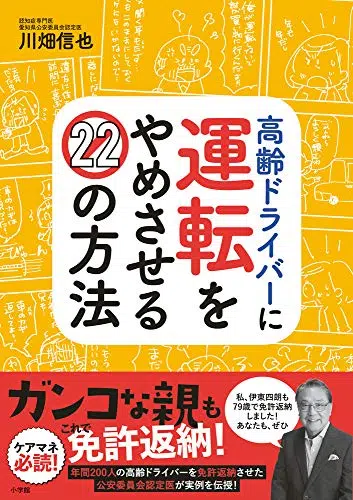 認知症専門医
愛知県公安委員会認定医
川畑信也
高齢ドライバーに
運転を
やめさせる
22の方法
ガンコな親も
これで
免許返納!
ケアマネ
必読!
私、伊東四朗も
79歳で免許返納
しました!
あなたも、ぜひ
年間200人の高齢ドライバーを免許返納させた
公安委員会認定医が実例を伝授!
小学館